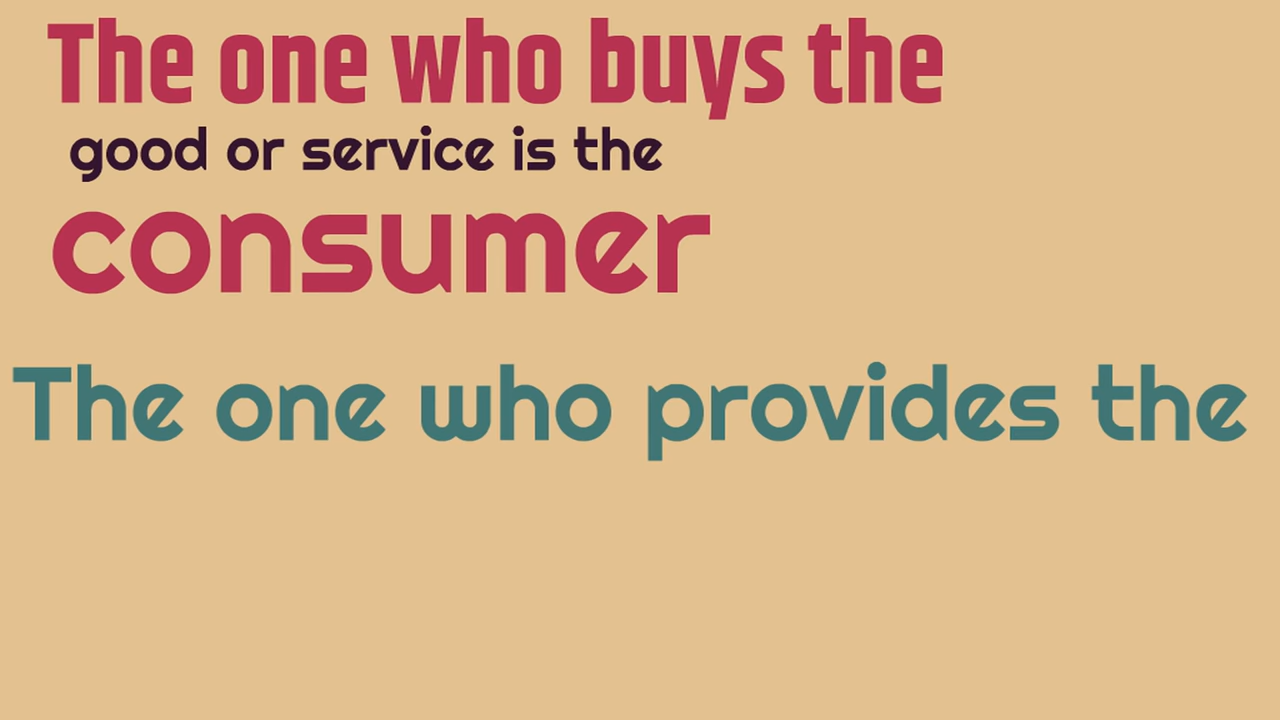 The one who buys the
good or service is the
consumer
The one who provides the